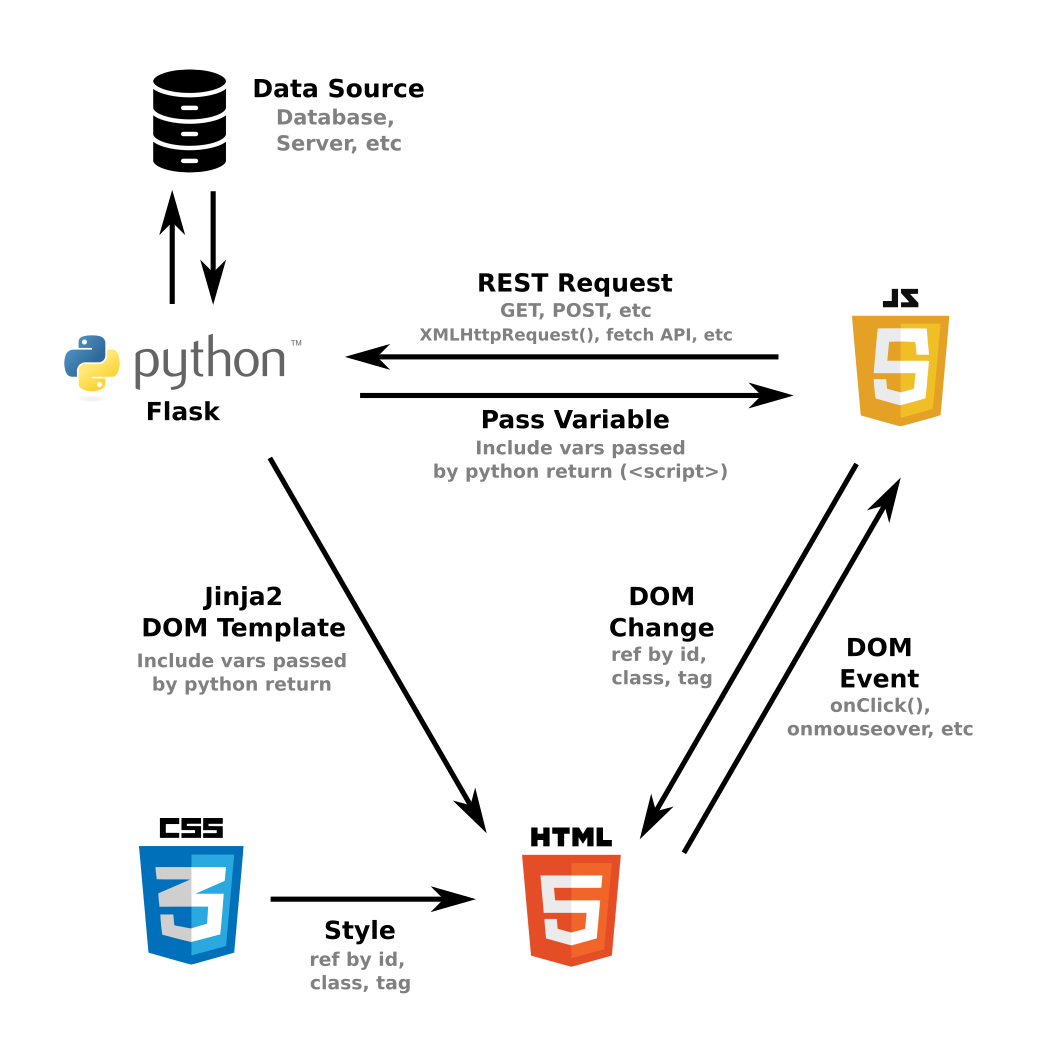 Data Source
Database,
Server, etc
REST Request
GET, POST, etc
XMLHttpRequest(), fetch API, etc
JS
python™
Flask
Pass Variable
Include vars passed
by python return (<script>)
Jinja2
DOM Template
Include vars passed
by python return
DOM
Change
ref by id,
class, tag
DOM
Event
onClick(),
onmouseover, etc
CSS
3
HTML
5
Style
ref by id,
class, tag